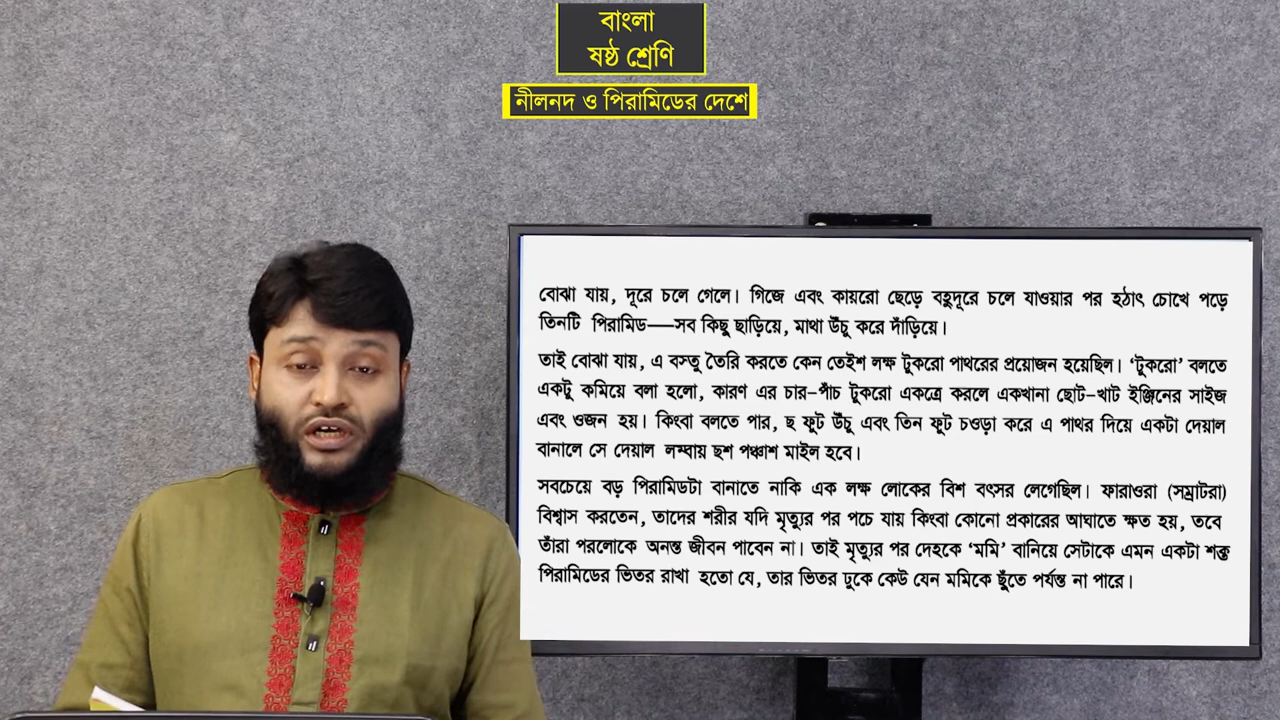 বাংলা
ষষ্ঠ শ্রেণি
নীলনদ ও পিরামিডের দেশে
বোঝা যায়, দূরে চলে গেলে। গিজে এবং কায়রো ছেড়ে বহুদূরে চলে যাওয়ার পর হঠাৎ চোখে পড়ে
তিনটি পিরামিড—সব কিছু ছাড়িয়ে, মাথা উঁচু করে দাঁড়িয়ে।
তাই বোঝা যায়, এ বস্তু তৈরি করতে কেন তেইশ লক্ষ টুকরো পাথরের প্রয়োজন হয়েছিল। ‘টুকরো’ বলতে
একটু কমিয়ে বলা হলো, কারণ এর চার-পাঁচ টুকরো একত্রে করলে একখানা ছোট-খাট ইঞ্জিনের সাইজ
এবং ওজন হয়। কিংবা বলতে পার, ছ ফুট উঁচু এবং তিন ফুট চওড়া করে এ পাথর দিয়ে একটা দেয়াল
বানালে সে দেয়াল লম্বায় ছশ পঞ্চাশ মাইল হবে।
সবচেয়ে বড় পিরামিডটা বানাতে নাকি এক লক্ষ লোকের বিশ বৎসর লেগেছিল। ফারাওরা (সম্রাটরা)
বিশ্বাস করতেন, তাদের শরীর যদি মৃত্যুর পর পচে যায় কিংবা কোনো প্রকারের আঘাতে ক্ষত হয়, তবে
তাঁরা পরলোকে অনন্ত জীবন পাবেন না। তাই মৃত্যুর পর দেহকে ‘মমি’ বানিয়ে সেটাকে এমন একটা শক্ত
পিরামিডের ভিতর রাখা হতো যে, তার ভিতর ঢুকে কেউ যেন মমিকে ছুঁতে পর্যন্ত না পারে।